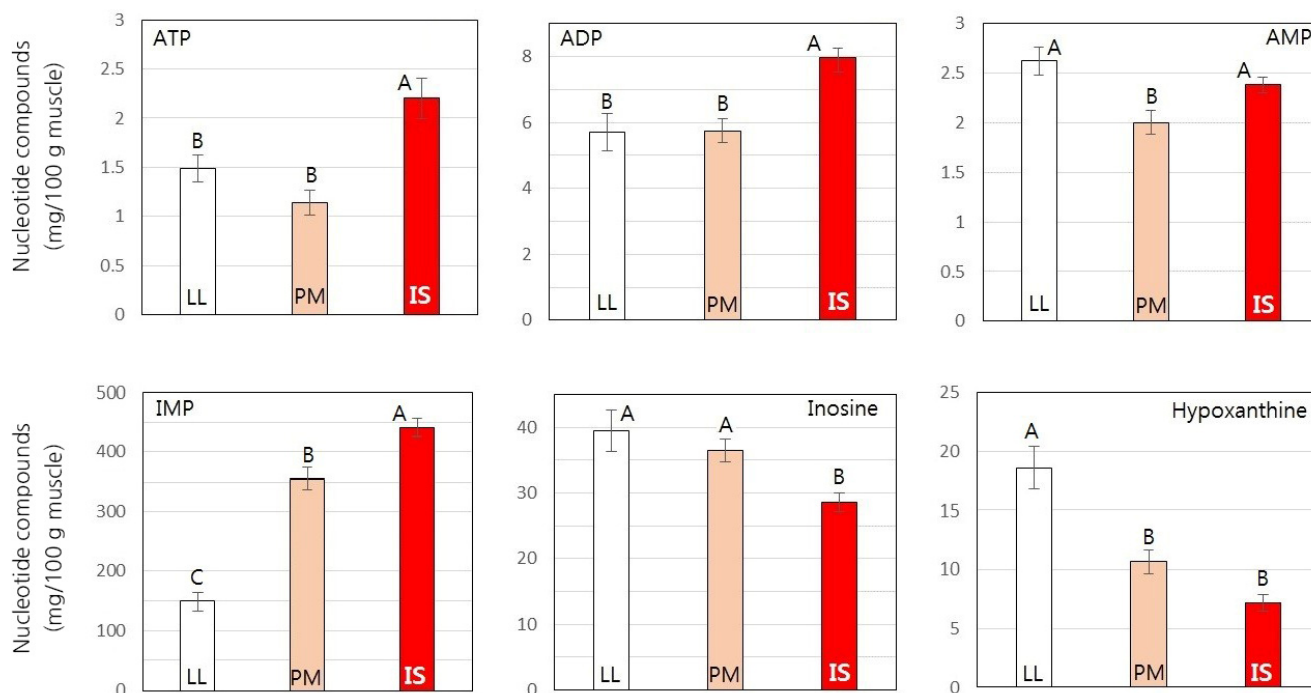 Nucleotide compounds
(mg/100 g muscle)
ATP
3
2.5
2
1.5
1
0.5
0
B
B
A
LL
PM
IS
ADP
8
6
4
2
0
B
B
A
LL
PM
IS
AMP
3
2.5
2
1.5
1
0.5
0
A
B
A
LL
PM
IS
Nucleotide compounds
(mg/100 g muscle)
IMP
500
400
300
200
100
0
C
B
A
LL
PM
IS
Inosine
40
30
20
10
0
A
A
B
LL
PM
IS
Hypoxanthine
25
20
15
10
5
0
A
B
B
LL
PM
IS